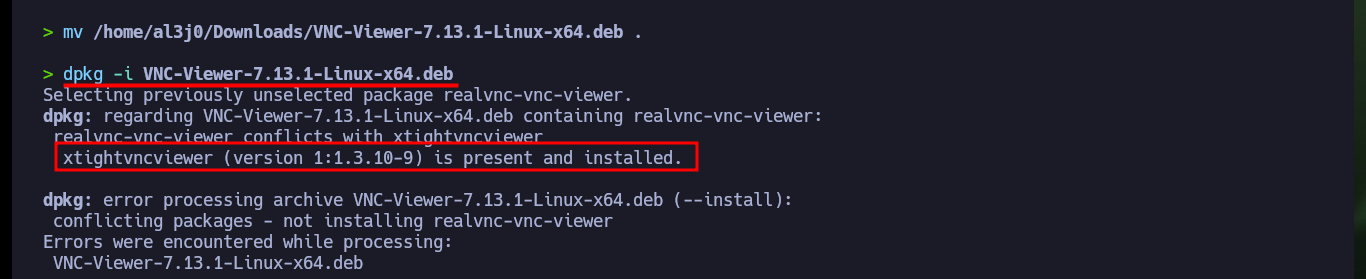 > mv /home/al3j0/Downloads/VNC-Viewer-7.13.1-Linux-x64.deb .
> dpkg -i VNC-Viewer-7.13.1-Linux-x64.deb
Selecting previously unselected package realvnc-vnc-viewer.
dpkg: regarding VNC-Viewer-7.13.1-Linux-x64.deb containing realvnc-vnc-viewer:
realvnc-vnc-viewer conflicts with xtightvncviewer
xtightvncviewer (version 1:1.3.10-9) is present and installed.
dpkg: error processing archive VNC-Viewer-7.13.1-Linux-x64.deb (--install):
conflicting packages - not installing realvnc-vnc-viewer
Errors were encountered while processing:
VNC-Viewer-7.13.1-Linux-x64.deb